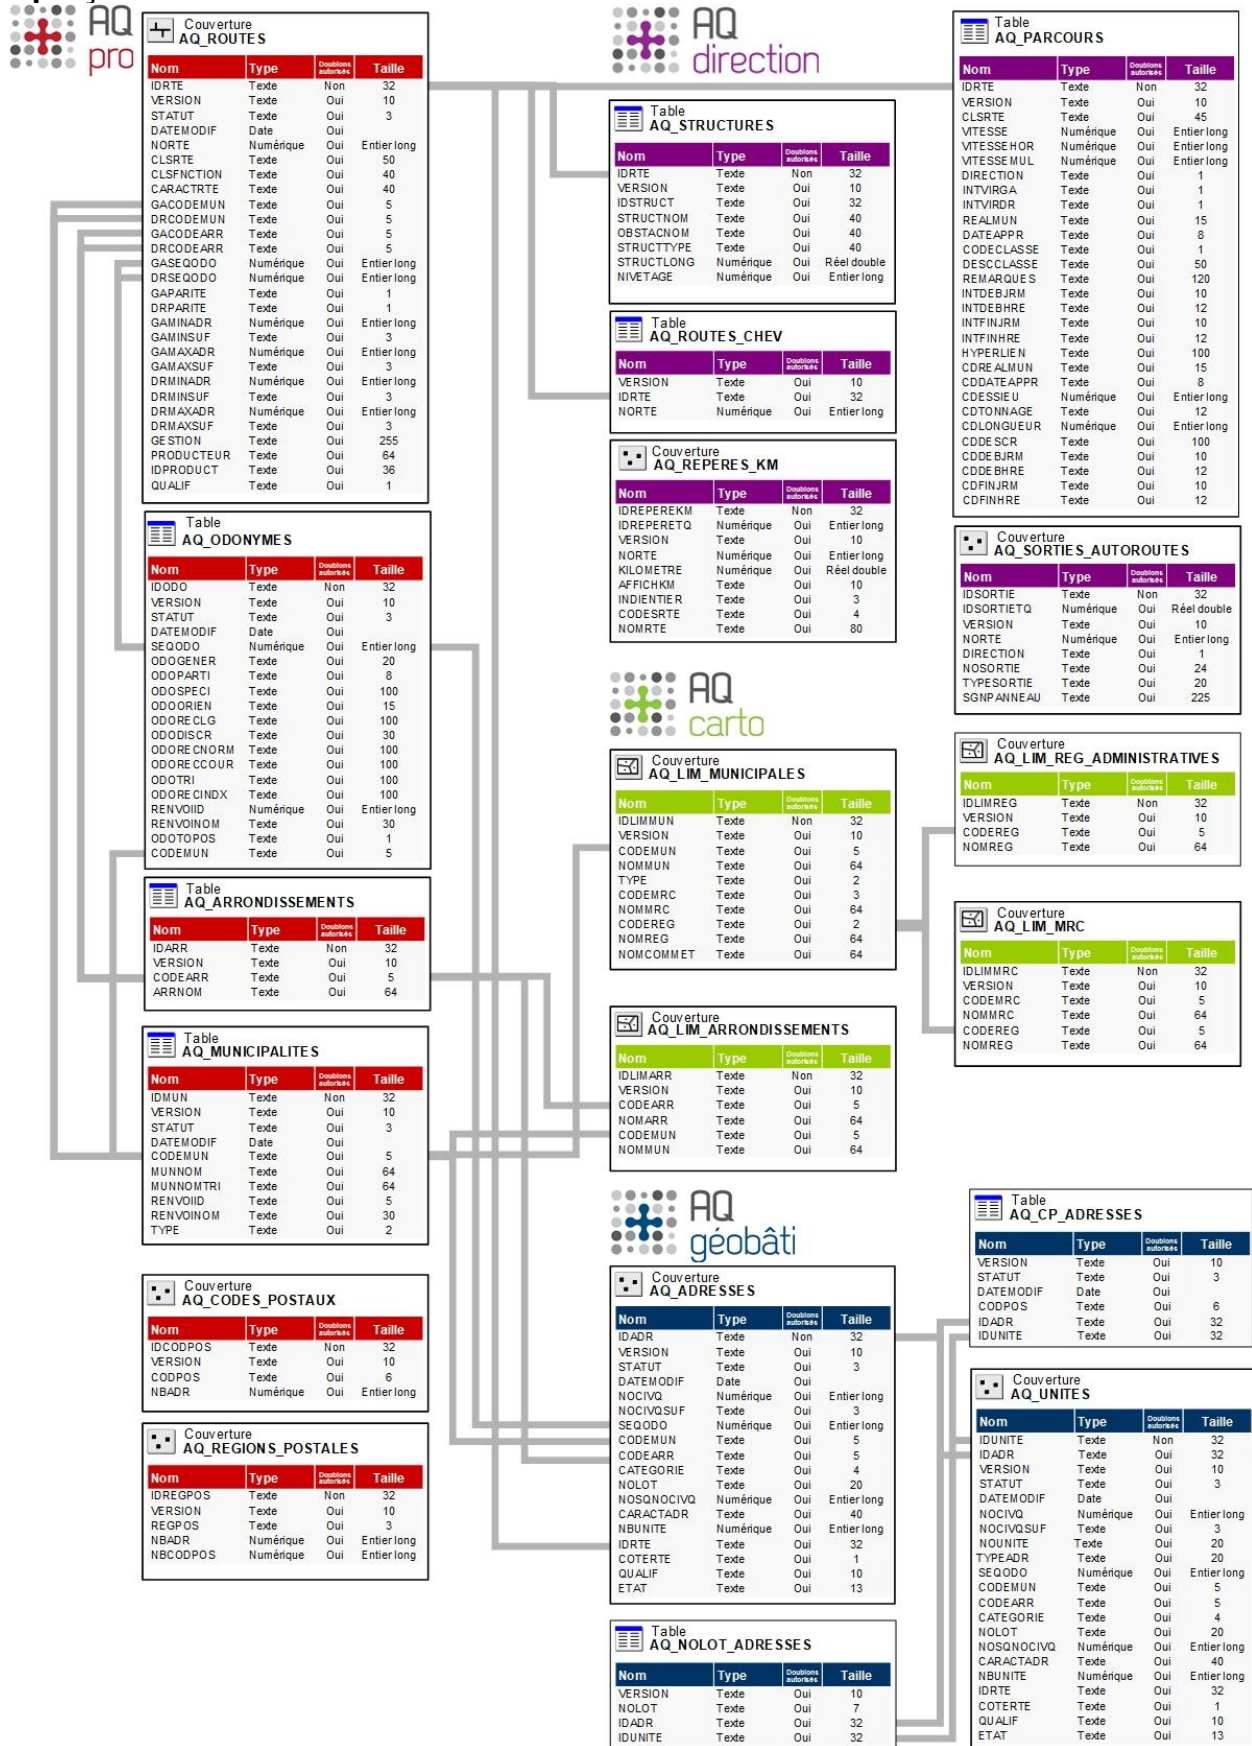 AQ
pro
Couverture
AQ_ROUTES
Nom Type Doublons autorisés Taille
IDRTE Texte Non 32
VERSION Texte Oui 10
STATUT Texte Oui 3
DATEMODIF Date Oui
NORTE Numérique Oui Entier long
CLSRTE Texte Oui 50
CLSFNCTION Texte Oui 40
CARACTRTE Texte Oui 40
GACODEMUN Texte Oui 5
DRCODEMUN Texte Oui 5
GACODEARR Texte Oui 5
DRCODEARR Texte Oui 5
GASEQODO Numérique Oui Entier long
DRSEQODO Numérique Oui Entier long
GAPARITE Texte Oui 1
DRPARITE Texte Oui 1
GAMINADR Numérique Oui Entier long
GAMINSUF Texte Oui 3
GAMAXADR Numérique Oui Entier long
GAMAXSUF Texte Oui 3
DRMINADR Numérique Oui Entier long
DRMINSUF Texte Oui 3
DRMAXADR Numérique Oui Entier long
DRMAXSUF Texte Oui 3
GESTION Texte Oui 255
PRODUCTEUR Texte Oui 64
IDPRODUCT Texte Oui 36
QUALIF Texte Oui 1
Table
AQ_ODONYMES
Nom Type Doublons autorisés Taille
IDODO Texte Non 32
VERSION Texte Oui 10
STATUT Texte Oui 3
DATEMODIF Date Oui
SEQODO Numérique Oui Entier long
ODOGENER Texte Oui 20
ODOPARTI Texte Oui 8
ODOSPECI Texte Oui 100
ODOORIEN Texte Oui 15
ODORECLG Texte Oui 100
ODODISCR Texte Oui 30
ODORECNORM Texte Oui 100
ODORECCOUR Texte Oui 100
ODOTRI Texte Oui 100
ODORECINDX Texte Oui 100
RENVOIID Numérique Oui Entier long
RENVOINOM Texte Oui 30
ODOTOPOS Texte Oui 1
CODEMUN Texte Oui 5
Table
AQ_ARRONDISSEMENTS
Nom Type Doublons autorisés Taille
IDARR Texte Non 32
VERSION Texte Oui 10
CODEARR Texte Oui 5
ARRNOM Texte Oui 64
Table
AQ_MUNICIPALITES
Nom Type Doublons autorisés Taille
IDMUN Texte Non 32
VERSION Texte Oui 10
STATUT Texte Oui 3
DATEMODIF Date Oui
CODEMUN Texte Oui 5
MUNNOM Texte Oui 64
MUNNOMTRI Texte Oui 64
RENVOIID Texte Oui 5
RENVOINOM Texte Oui 30
TYPE Texte Oui 2
Couverture
AQ_CODES_POSTAUX
Nom Type Doublons autorisés Taille
IDCODPOS Texte Non 32
VERSION Texte Oui 10
CODPOS Texte Oui 6
NBADR Numérique Oui Entier long
Couverture
AQ_REGIONS_POSTALES
Nom Type Doublons autorisés Taille
IDREGPOS Texte Non 32
VERSION Texte Oui 10
REGPOS Texte Oui 3
NBADR Numérique Oui Entier long
NBCODPOS Numérique Oui Entier long
AQ
direction
Table
AQ_STRUCTURES
Nom Type Doublons autorisés Taille
IDRTE Texte Non 32
VERSION Texte Oui 10
IDSTRUCT Texte Oui 32
STRUCTNOM Texte Oui 40
OBSTACNOM Texte Oui 40
STRUCTTYPE Texte Oui 40
STRUCTLONG Numérique Oui Réel double
NIVETAGE Numérique Oui Entier long
Table
AQ_ROUTES_CHEV
Nom Type Doublons autorisés Taille
VERSION Texte Oui 10
IDRTE Texte Oui 32
NORTE Numérique Oui Entier long
Couverture
AQ_REPERES_KM
Nom Type Doublons autorisés Taille
IDREPEREKM Texte Non 32
IDREPERETQ Numérique Oui Entier long
VERSION Texte Oui 10
NORTE Numérique Oui Entier long
KILOMETRE Numérique Oui Réel double
AFFICHKM Texte Oui 10
INDIENTIER Texte Oui 3
CODESRTE Texte Oui 4
NOMRTE Texte Oui 80
AQ
carto
Couverture
AQ_LIM_MUNICIPALES
Nom Type Doublons autorisés Taille
IDLIMMUN Texte Non 32
VERSION Texte Oui 10
CODEMUN Texte Oui 5
NOMMUN Texte Oui 64
TYPE Texte Oui 2
CODEMRC Texte Oui 3
NOMMRC Texte Oui 64
CODEREG Texte Oui 2
NOMREG Texte Oui 64
NOMCOMMET Texte Oui 64
Couverture
AQ_LIM_ARRONDISSEMENTS
Nom Type Doublons autorisés Taille
IDLIMARR Texte Non 32
VERSION Texte Oui 10
CODEARR Texte Oui 5
NOMARR Texte Oui 64
CODEMUN Texte Oui 5
NOMMUN Texte Oui 64
AQ
géobâti
Couverture
AQ_ADRESSES
Nom Type Doublons autorisés Taille
IDADR Texte Non 32
VERSION Texte Oui 10
STATUT Texte Oui 3
DATEMODIF Date Oui
NOCIVQ Numérique Oui Entier long
NOCIVQSUF Texte Oui 3
SEQODO Numérique Oui Entier long
CODEMUN Texte Oui 5
CODEARR Texte Oui 5
CATEGORIE Texte Oui 4
NOLOT Texte Oui 20
NOSQNOCIVQ Numérique Oui Entier long
CARACTADR Texte Oui 40
NBUNITE Numérique Oui Entier long
IDRTE Texte Oui 32
COTERTE Texte Oui 1
QUALIF Texte Oui 10
ETAT Texte Oui 13
Table
AQ_NOLOT_ADRESSES
Nom Type Doublons autorisés Taille
VERSION Texte Oui 10
NOLOT Texte Oui 7
IDADR Texte Oui 32
IDUNITE Texte Oui 32
Table
AQ_PARCOURS
Nom Type Doublons autorisés Taille
IDRTE Texte Non 32
VERSION Texte Oui 10
CLSRTE Texte Oui 45
VITESSE Numérique Oui Entier long
VITESSEHOR Numérique Oui Entier long
VITESSEMUL Numérique Oui Entier long
DIRECTION Texte Oui 1
INTVIRGA Texte Oui 1
INTVIRDR Texte Oui 1
REALMUN Texte Oui 15
DATEAPPR Texte Oui 8
CODECLASSE Texte Oui 1
DESCCLASSE Texte Oui 50
REMARQUES Texte Oui 120
INTDEBJRM Texte Oui 10
INTDEBHRE Texte Oui 12
INTFINJRM Texte Oui 10
INTFINHRE Texte Oui 12
HYPERLIEN Texte Oui 100
CDREALMUN Texte Oui 15
CDDATEAPPR Texte Oui 8
CDESSIEU Numérique Oui Entier long
CDTONNAGE Texte Oui 12
CDLONGUEUR Numérique Oui Entier long
CDDESCR Texte Oui 100
CDDEBJRM Texte Oui 10
CDDEBHRE Texte Oui 12
CDFINJRM Texte Oui 10
CDFINHRE Texte Oui 12
Couverture
AQ_SORTIES_AUTOROUTES
Nom Type Doublons autorisés Taille
IDSORTIE Texte Non 32
IDSORTIETQ Numérique Oui Réel double
VERSION Texte Oui 10
NORTE Numérique Oui Entier long
DIRECTION Texte Oui 1
NOSORTIE Texte Oui 24
TYPESORTIE Texte Oui 20
SGNPANNEAU Texte Oui 225
Couverture
AQ_LIM_REG_ADMINISTRATIVES
Nom Type Doublons autorisés Taille
IDLIMREG Texte Non 32
VERSION Texte Oui 10
CODEREG Texte Oui 5
NOMREG Texte Oui 64
Couverture
AQ_LIM_MRC
Nom Type Doublons autorisés Taille
IDLIMMRC Texte Non 32
VERSION Texte Oui 10
CODEMRC Texte Oui 5
NOMMRC Texte Oui 64
CODEREG Texte Oui 5
NOMREG Texte Oui 64
Table
AQ_CP_ADRESSES
Nom Type Doublons autorisés Taille
VERSION Texte Oui 10
STATUT Texte Oui 3
DATEMODIF Date Oui
CODPOS Texte Oui 6
IDADR Texte Oui 32
IDUNITE Texte Oui 32
Couverture
AQ_UNITES
Nom Type Doublons autorisés Taille
IDUNITE Texte Non 32
IDADR Texte Oui 32
VERSION Texte Oui 10
STATUT Texte Oui 3
DATEMODIF Date Oui
NOCIVQ Numérique Oui Entier long
NOCIVQSUF Texte Oui 3
NOUNITE Texte Oui 20
TYPEADR Texte Oui 20
SEQODO Numérique Oui Entier long
CODEMUN Texte Oui 5
CODEARR Texte Oui 5
CATEGORIE Texte Oui 4
NOLOT Texte Oui 20
NOSQNOCIVQ Numérique Oui Entier long
CARACTADR Texte Oui 40
NBUNITE Numérique Oui Entier long
IDRTE Texte Oui 32
COTERTE Texte Oui 1
QUALIF Texte Oui 10
ETAT Texte Oui 13